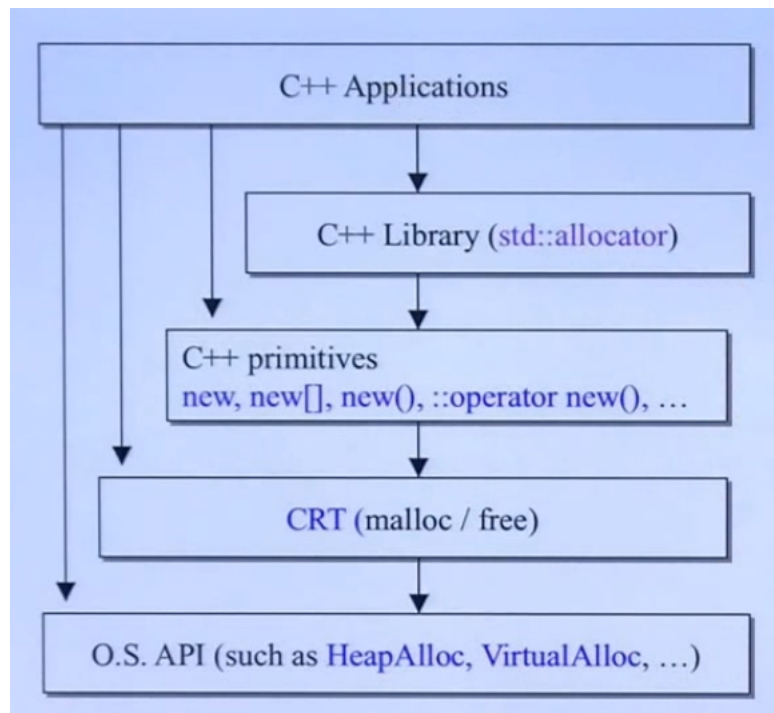 C++ Applications
C++ Library (std::allocator)
C++ primitives
new, new[], new(), ::operator new(), …
CRT (malloc / free)
O.S. API (such as HeapAlloc, VirtualAlloc, …)